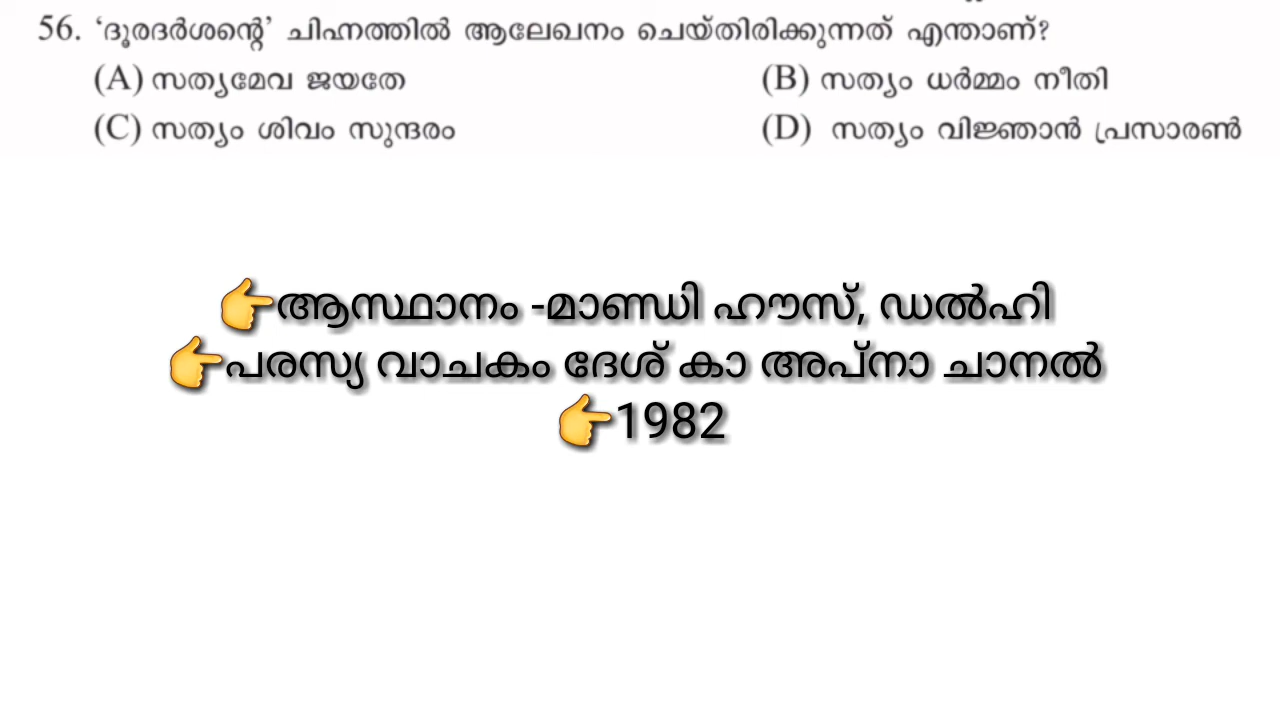 56. ‘ദൂരദർശന്റെ’ ചിഹ്നത്തിൽ ആലേഖനം ചെയ്തിരിക്കുന്നത് എന്താണ്?
(A) സത്യമേവ ജയതേ (B) സത്യം ധർമ്മം നീതി
(C) സത്യം ശിവം സുന്ദരം (D) സത്യം വിജ്ഞാൻ പ്രസാരൺ
👉ആസ്ഥാനം -മാണ്ഡി ഹൗസ്, ഡൽഹി
👉പരസ്യ വാചകം ദേശ് കാ അപ്നാ ചാനൽ
👉1982